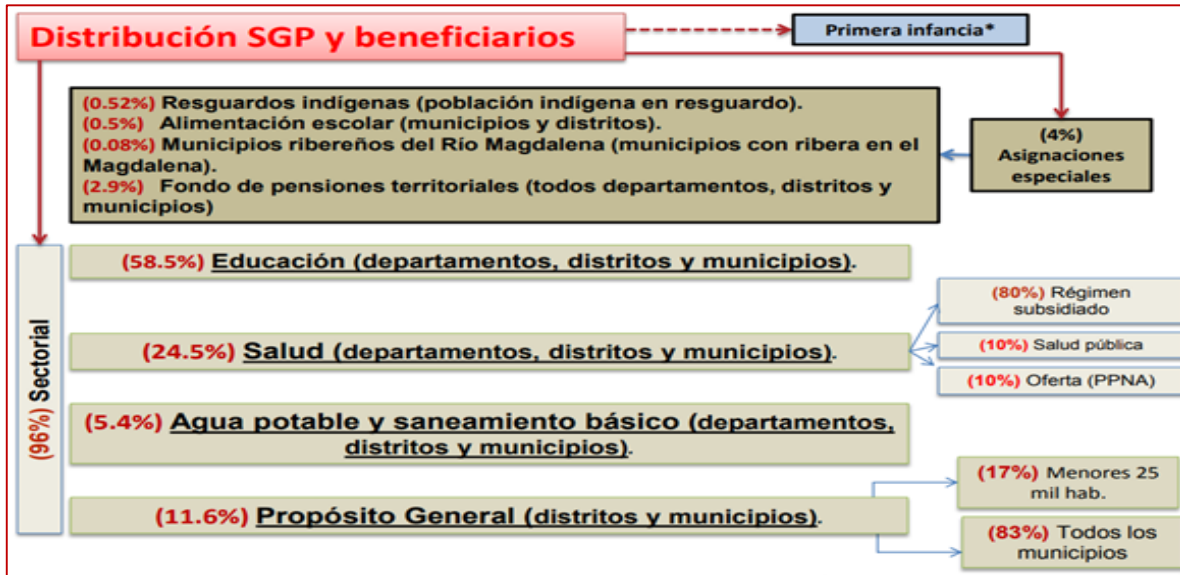 Distribución SGP y beneficiarios
Primera infancia*
(0.52%) Resguardos indígenas (población indígena en resguardo).
(0.5%) Alimentación escolar (municipios y distritos).
(0.08%) Municipios ribereños del Río Magdalena (municipios con ribera en el
Magdalena).
(2.9%) Fondo de pensiones territoriales (todos departamentos, distritos y
municipios)
(4%)
Asignaciones
especiales
(96%) Sectorial
(58.5%) Educación (departamentos, distritos y municipios).
(24.5%) Salud (departamentos, distritos y municipios).
(80%) Régimen
subsidiado
(10%) Salud pública
(10%) Oferta (PPNA)
(5.4%) Agua potable y saneamiento básico (departamentos,
distritos y municipios).
(11.6%) Propósito General (distritos y municipios).
(17%) Menores 25
mil hab.
(83%) Todos los
municipios